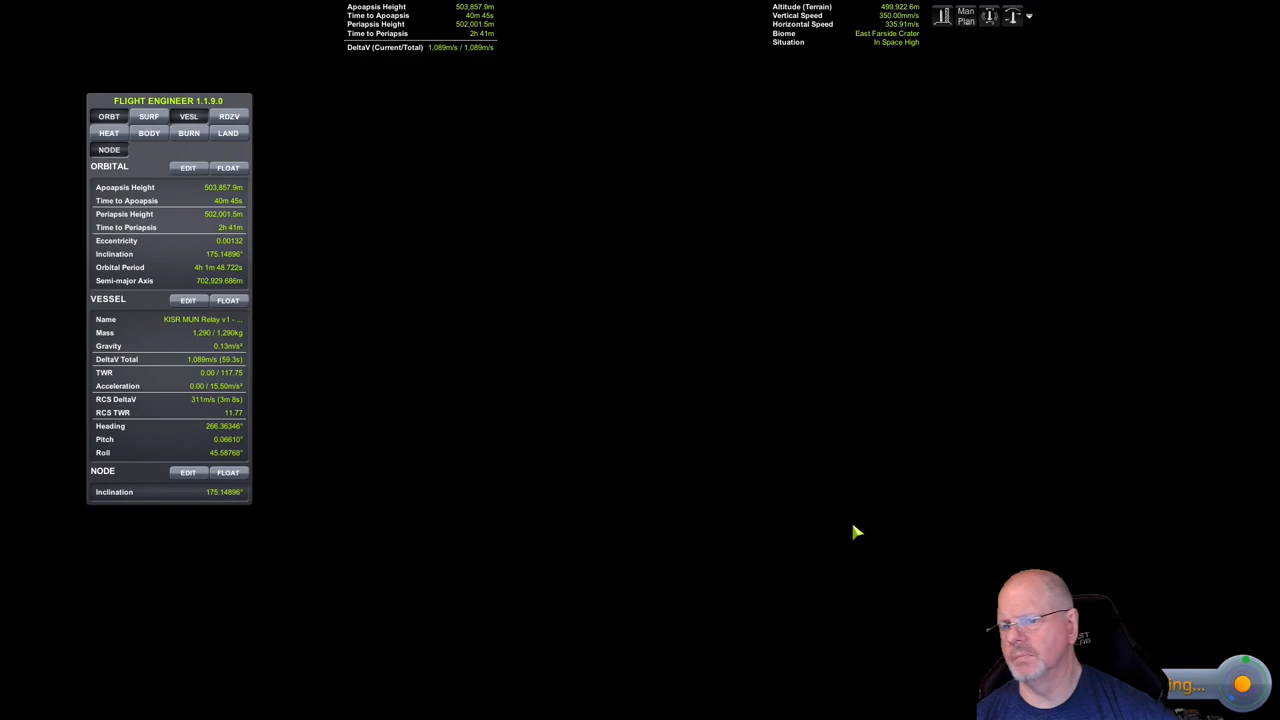 Apoapsis Height 503,857.9m
Time to Apoapsis 40m 45s
Periapsis Height 502,001.5m
Time to Periapsis 2h 41m
DeltaV (Current/Total) 1,089m/s / 1,089m/s
Altitude (Terrain) 499,922.6m
Vertical Speed 350.00mm/s
Horizontal Speed 335.91m/s
Biome East Farside Crater
Situation In Space High
Man
Plan
FLIGHT ENGINEER 1.1.9.0
ORBT SURF VESL RDZV
HEAT BODY BURN LAND
NODE
ORBITAL EDIT FLOAT
Apoapsis Height 503,857.9m
Time to Apoapsis 40m 45s
Periapsis Height 502,001.5m
Time to Periapsis 2h 41m
Eccentricity 0.00132
Inclination 175.14896°
Orbital Period 4h 1m 48.722s
Semi-major Axis 702,929.686m
VESSEL EDIT FLOAT
Name KISR MUN Relay v1 - ...
Mass 1,290 / 1,290kg
Gravity 0.13m/s²
DeltaV Total 1,089m/s (59.3s)
TWR 0.00 / 117.75
Acceleration 0.00 / 15.50m/s²
RCS DeltaV 311m/s (3m 8s)
RCS TWR 11.77
Heading 266.36346°
Pitch 0.06610°
Roll 45.58768°
NODE EDIT FLOAT
Inclination 175.14896°
ing...